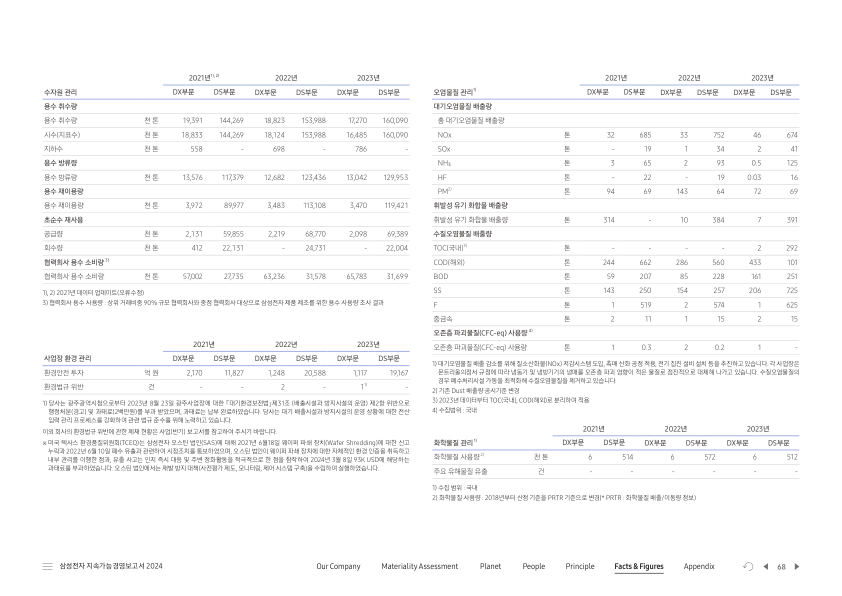 2021년1), 2) 2022년 2023년
수자원 관리 DX부문 DS부문 DX부문 DS부문 DX부문 DS부문
용수 취수량
용수 취수량 천 톤 19,391 144,269 18,823 153,988 17,270 160,090
시수(지표수) 천 톤 18,833 144,269 18,124 153,988 16,485 160,090
지하수 천 톤 558 - 698 - 786 -
용수 방류량
용수 방류량 천 톤 13,576 117,379 12,682 123,436 13,042 129,953
용수 재이용량
용수 재이용량 천 톤 3,972 89,977 3,483 113,108 3,470 119,421
초순수 재사용
공급량 천 톤 2,131 59,855 2,219 68,770 2,098 69,389
회수량 천 톤 412 22,131 - 24,731 - 22,004
협력회사 용수 소비량 3)
협력회사 용수 소비량 천 톤 57,002 27,735 63,236 31,578 65,783 31,699
1), 2) 2021년 데이터 업데이트(오류수정)
3) 협력회사 용수 사용량 : 상위 거래비중 90% 규모 협력회사와 중점 협력회사 대상으로 삼성전자 제품 제조를 위한 용수 사용량 조사 결과
2021년 2022년 2023년
사업장 환경 관리 DX부문 DS부문 DX부문 DS부문 DX부문 DS부문
환경안전 투자 억 원 2,170 11,827 1,248 20,588 1,117 19,167
환경법규 위반 건 - - 2 - 1¹⁾ -
1) 당사는 광주광역시청으로부터 2023년 8월 23일 광주사업장에 대한 「대기환경보전법」 제31조 (배출시설과 방지시설의 운영) 제2항 위반으로
행정처분(경고) 및 과태료(2백만원)를 부과 받았으며, 과태료는 납부 완료하였습니다. 당사는 대기 배출시설과 방지시설의 운영 상황에 대한 전산
입력 관리 프로세스를 강화하여 관련 법규 준수를 위해 노력하고 있습니다.
이외 회사의 환경법규 위반에 관한 제재 현황은 사업(반기) 보고서를 참고하여 주시기 바랍니다.
※ 미국 텍사스 환경품질위원회(TCEQ)는 삼성전자 오스틴 법인(SAS)에 대해 2021년 6월18일 웨이퍼 파쇄 장치(Wafer Shredding)에 대한 신고
누락과 2022년 6월 10일 폐수 유출과 관련하여 시정조치를 통보하였으며, 오스틴 법인이 웨이퍼 파쇄 장치에 대한 자체적인 환경 인증을 취득하고
내부 관리를 이행한 점과, 유출 사고는 인지 즉시 대응 및 주변 정화활동을 적극적으로 한 점을 참작하여 2024년 3월 8일 93K USD에 해당하는
과태료를 부과하였습니다. 오스틴 법인에서는 재발 방지 대책(사전평가 제도, 모니터링, 제어 시스템 구축)을 수립하여 실행하였습니다.
2021년 2022년 2023년
오염물질 관리1) DX부문 DS부문 DX부문 DS부문 DX부문 DS부문
대기오염물질 배출량
총 대기오염물질 배출량
NOx 톤 32 685 33 752 46 674
SOx 톤 - 19 1 34 2 41
NH₃ 톤 3 65 2 93 0.5 125
HF 톤 - 22 - 19 0.03 16
PM2) 톤 94 69 143 64 72 69
휘발성 유기 화합물 배출량
휘발성 유기 화합물 배출량 톤 314 - 10 384 7 391
수질오염물질 배출량
TOC(국내)3) 톤 - - - - 2 292
COD(해외) 톤 244 662 286 560 433 101
BOD 톤 59 207 85 228 161 251
SS 톤 143 250 154 257 206 725
F 톤 1 519 2 574 1 625
중금속 톤 2 11 1 15 2 15
오존층 파괴물질(CFC-eq) 사용량 4)
오존층 파괴물질(CFC-eq) 사용량 톤 1 0.3 2 0.2 1 -
1) 대기오염물질 배출 감소를 위해 질소산화물(NOx) 저감시스템 도입, 촉매 산화 공정 적용, 전기 집진 설비 설치 등을 추진하고 있습니다. 각 사업장은
몬트리올의정서 규정에 따라 냉동기 및 냉방기기의 냉매를 오존층 파괴 영향이 적은 물질로 점진적으로 대체해 나가고 있습니다. 수질오염물질의
경우 폐수처리시설 가동을 최적화해 수질오염물질을 제거하고 있습니다.
2) 기존 Dust 배출량 공시기준 변경
3) 2023년 데이터부터 TOC(국내), COD(해외)로 분리하여 적용
4) 수집범위 : 국내
2021년 2022년 2023년
화학물질 관리1) DX부문 DS부문 DX부문 DS부문 DX부문 DS부문
화학물질 사용량2) 천 톤 6 514 6 572 6 512
주요 유해물질 유출 건 - - - - - -
1) 수집 범위 : 국내
2) 화학물질 사용량 : 2018년부터 산정 기준을 PRTR 기준으로 변경(* PRTR : 화학물질 배출/이동량 정보)
삼성전자 지속가능경영보고서 2024 Our Company Materiality Assessment Planet People Principle Facts & Figures Appendix 68